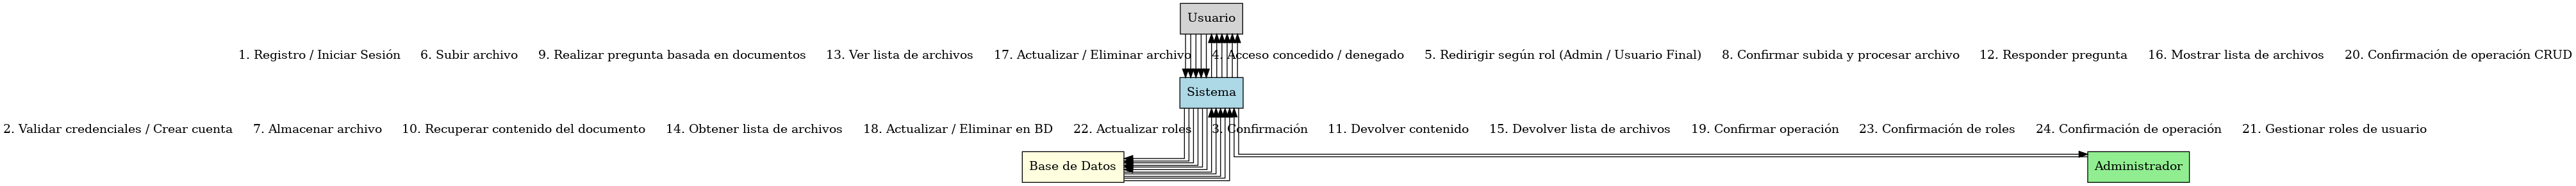 Usuario
1. Registro / Iniciar Sesión 6. Subir archivo 9. Realizar pregunta basada en documentos 13. Ver lista de archivos 17. Actualizar / Eliminar archivo 4. Acceso concedido / denegado 5. Redirigir según rol (Admin / Usuario Final) 8. Confirmar subida y procesar archivo 12. Responder pregunta 16. Mostrar lista de archivos 20. Confirmación de operación CRUD
Sistema
2. Validar credenciales / Crear cuenta 7. Almacenar archivo 10. Recuperar contenido del documento 14. Obtener lista de archivos 18. Actualizar / Eliminar en BD 22. Actualizar roles 3. Confirmación 11. Devolver contenido 15. Devolver lista de archivos 19. Confirmar operación 23. Confirmación de roles 24. Confirmación de operación 21. Gestionar roles de usuario
Base de Datos
Administrador